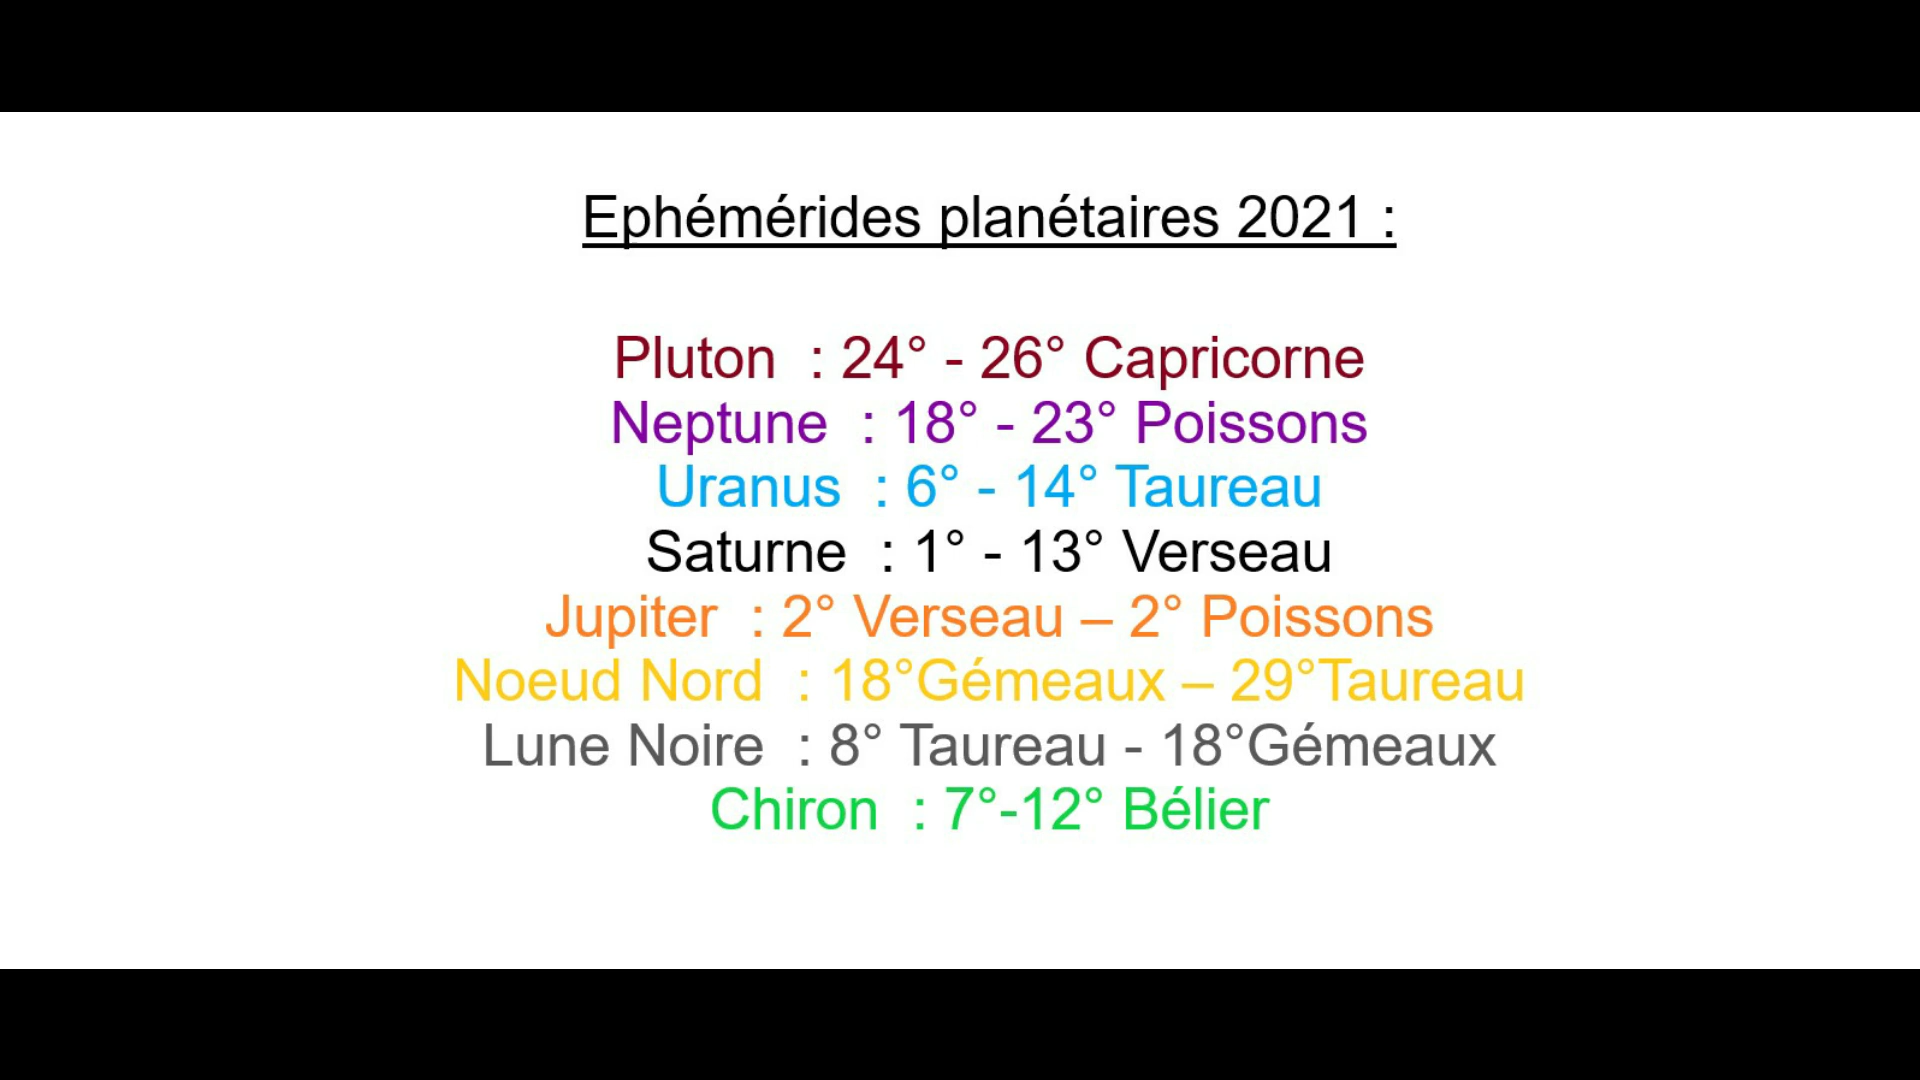 Ephémérides planétaires 2021 :
Pluton : 24° - 26° Capricorne
Neptune : 18° - 23° Poissons
Uranus : 6° - 14° Taureau
Saturne : 1° - 13° Verseau
Jupiter : 2° Verseau – 2° Poissons
Noeud Nord : 18°Gémeaux – 29°Taureau
Lune Noire : 8° Taureau - 18°Gémeaux
Chiron : 7°-12° Bélier